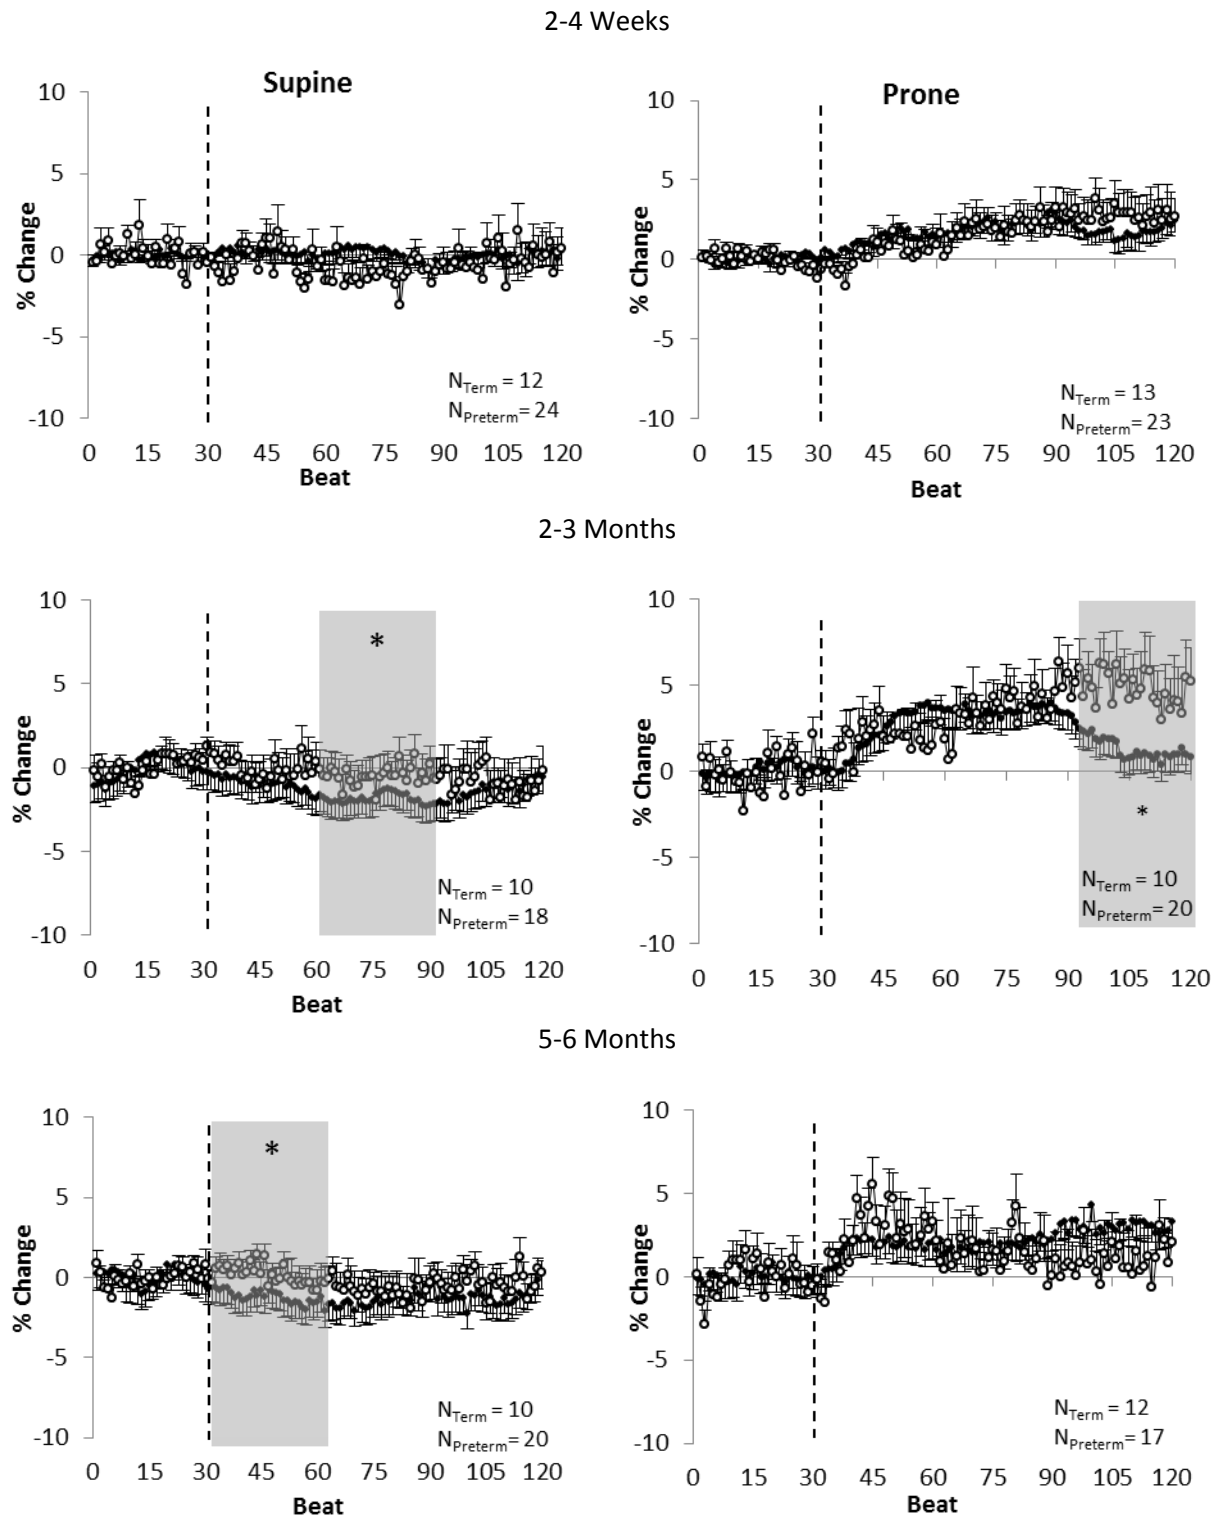 2-4 Weeks
Supine
Prone
10
5
0
-5
-10
% Change
N_Term = 12
N_Preterm = 24
0 15 30 45 60 75 90 105 120
Beat
10
5
0
-5
-10
% Change
N_Term = 13
N_Preterm = 23
0 15 30 45 60 75 90 105 120
Beat
2-3 Months
10
5
0
-5
-10
% Change
*
N_Term = 10
N_Preterm = 18
0 15 30 45 60 75 90 105 120
Beat
10
5
0
-5
-10
% Change
*
N_Term = 10
N_Preterm = 20
0 15 30 45 60 75 90 105 120
5-6 Months
10
5
0
-5
-10
% Change
*
N_Term = 10
N_Preterm = 20
0 15 30 45 60 75 90 105 120
Beat
10
5
0
-5
-10
% Change
N_Term = 12
N_Preterm = 17
0 15 30 45 60 75 90 105 120
Beat